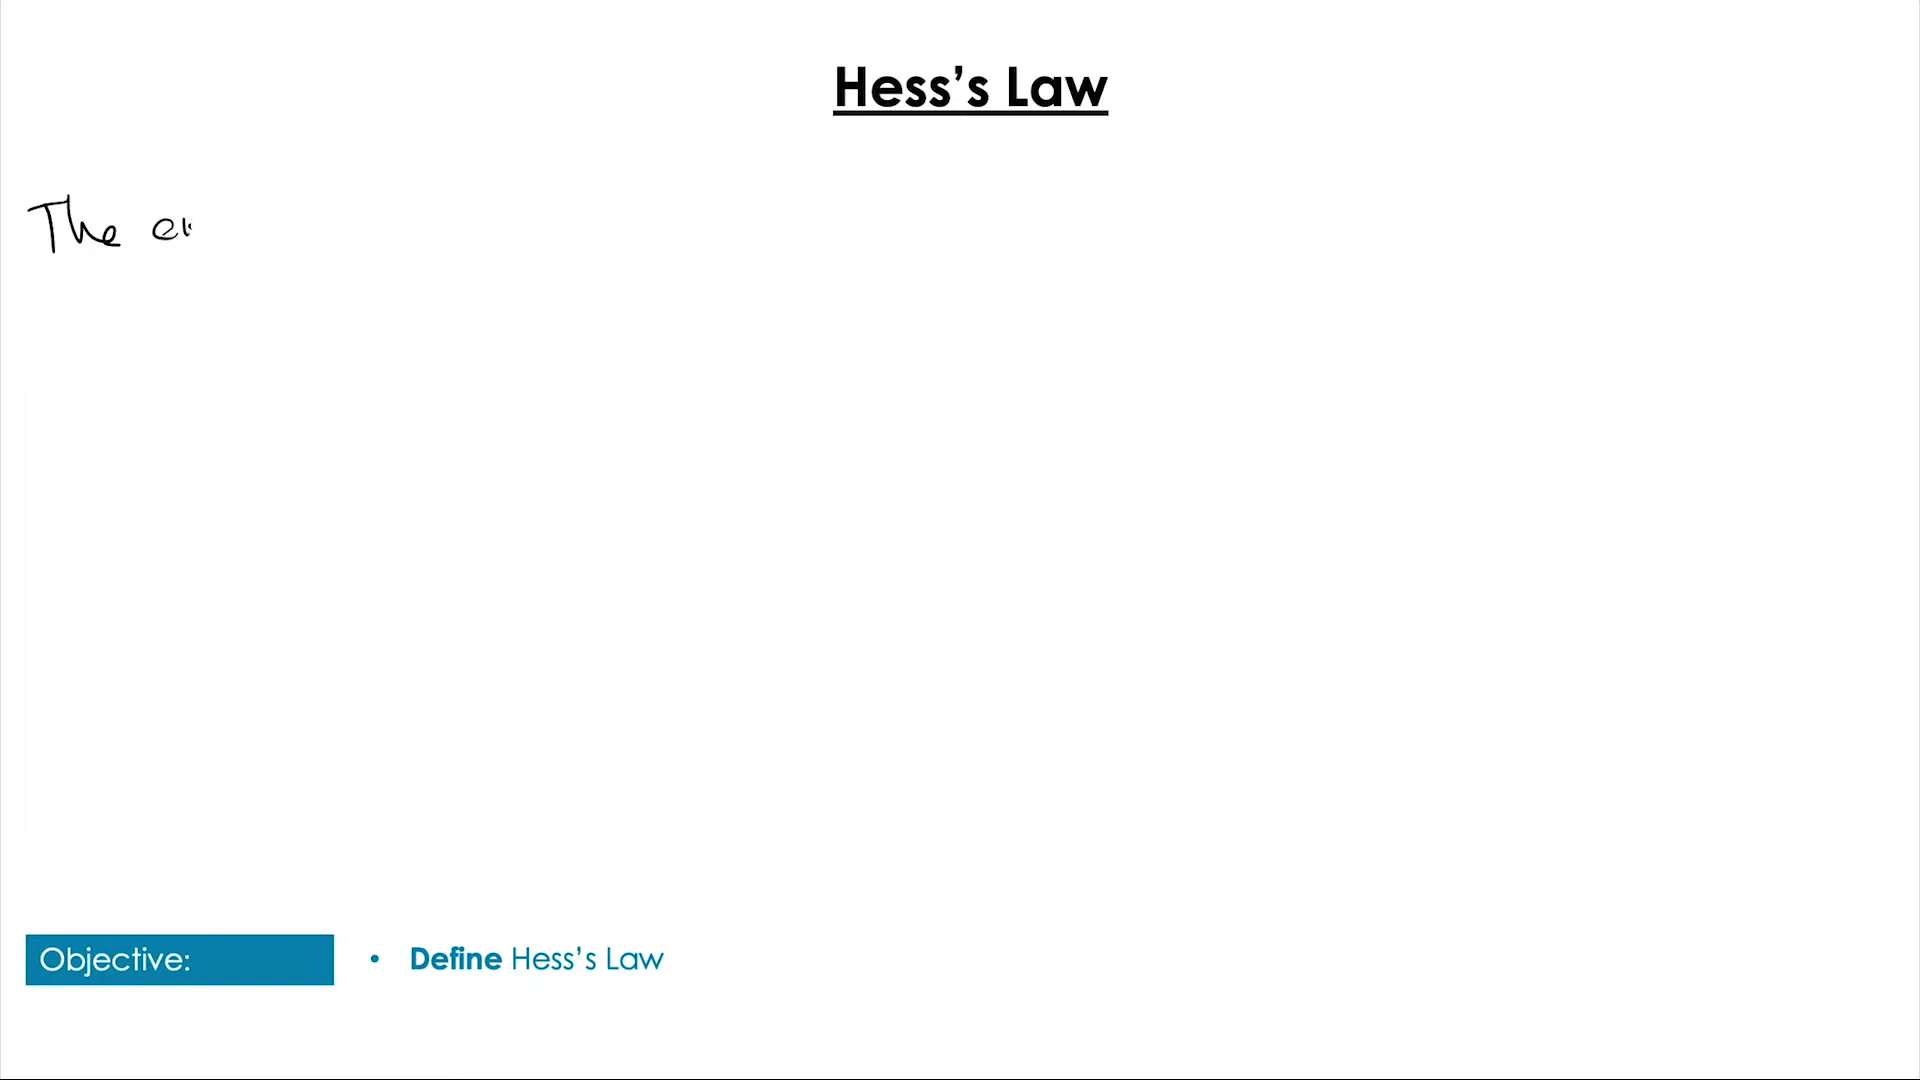 Hess’s Law
The
Objective:
• Define Hess’s Law